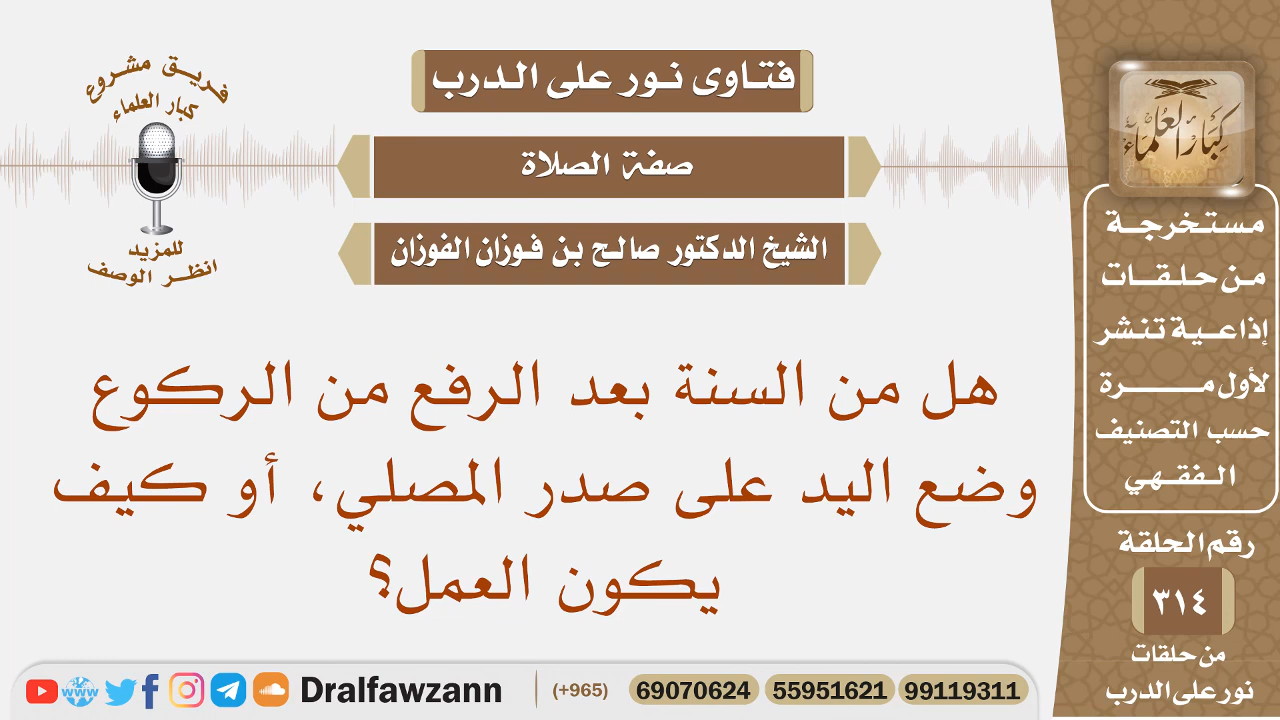 فتاوى نور على الدرب
صفة الصلاة
الشيخ الدكتور صالح بن فوزان الفوزان
فريق مشروع
كبار العلماء
للمزيد
انظر الوصف
هل من السنة بعد الرفع من الركوع
وضع اليد على صدر المصلي، أو كيف
يكون العمل؟
كبار العلماء
مستخرجة
من حلقات
إذاعية تنشر
لأول مرة
حسب التصنيف
الفقهي
رقم الحلقة
٣١٤
من حلقات
نور على الدرب
www Dralfawzann (+965) 69070624 55951621 99119311